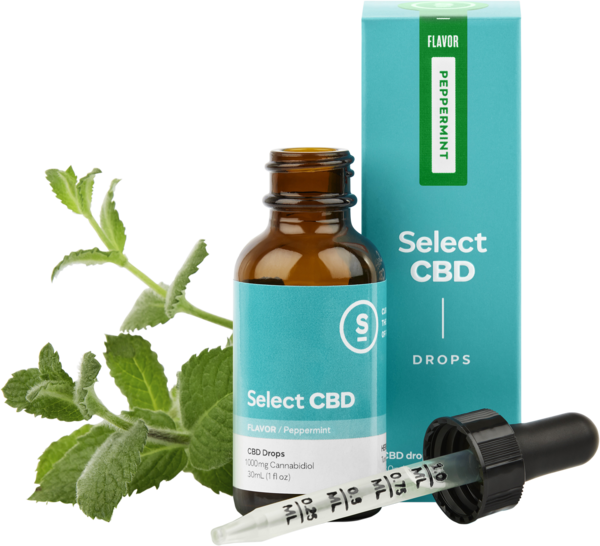 FLAVOR
PEPPERMINT
Select
CBD
DROPS
S
Select CBD
FLAVOR / Peppermint
CBD Drops
1000mg Cannabidiol
30mL (1 fl oz)
CBD
0.25
ML
0.5
ML
0.75
ML
1.0
ML